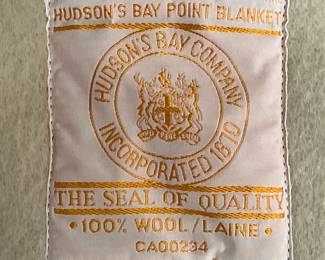 HUDSON'S BAY POINT BLANKET
HUDSON'S BAY COMPANY
INCORPORATED 1670
THE SEAL OF QUALITY
• 100% WOOL/LAINE •
CA00234